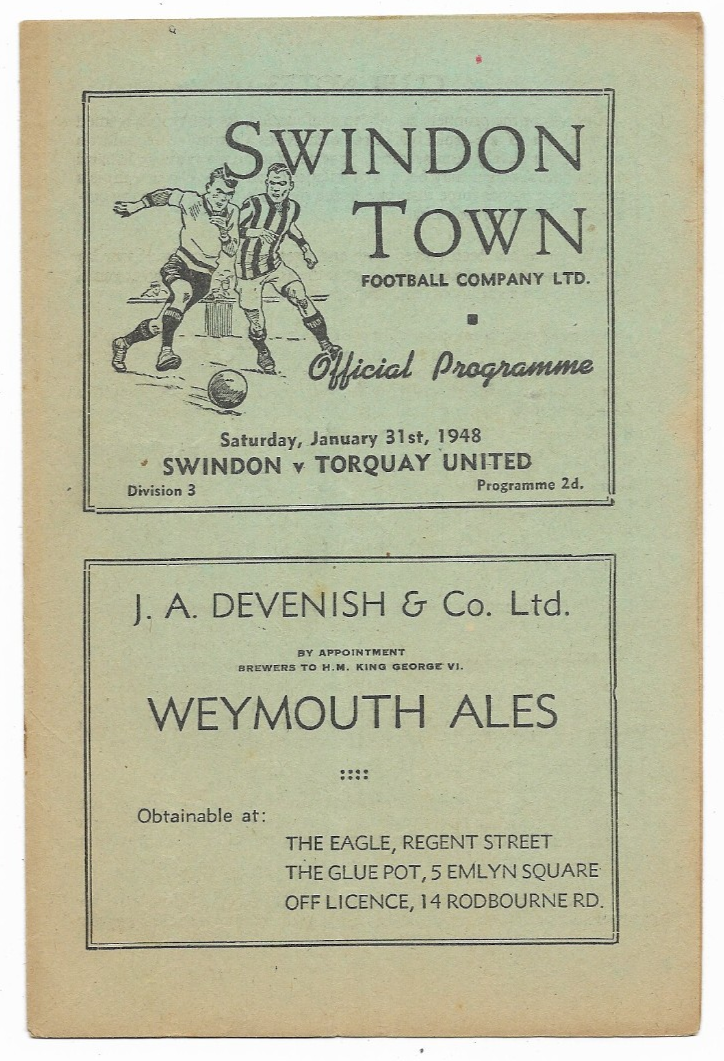 SWINDON
TOWN
FOOTBALL COMPANY LTD.
Official Programme
Saturday, January 31st, 1948
SWINDON v TORQUAY UNITED
Division 3 Programme 2d.
J. A. DEVENISH & Co. Ltd.
BY APPOINTMENT
BREWERS TO H.M. KING GEORGE VI.
WEYMOUTH ALES
Obtainable at:
THE EAGLE, REGENT STREET
THE GLUE POT, 5 EMLYN SQUARE
OFF LICENCE, 14 RODBOURNE RD.